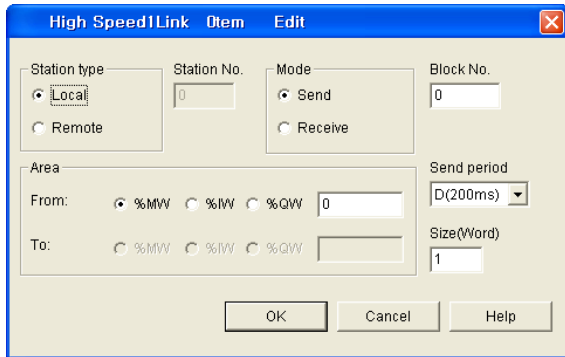 High Speed1Link 0tem Edit
Station type
Local
Remote
Station No.
0
Mode
Send
Receive
Block No.
0
Area
From: %MW %IW %QW 0
To: %MW %IW %QW
Send period
D(200ms)
Size(Word)
1
OK Cancel Help